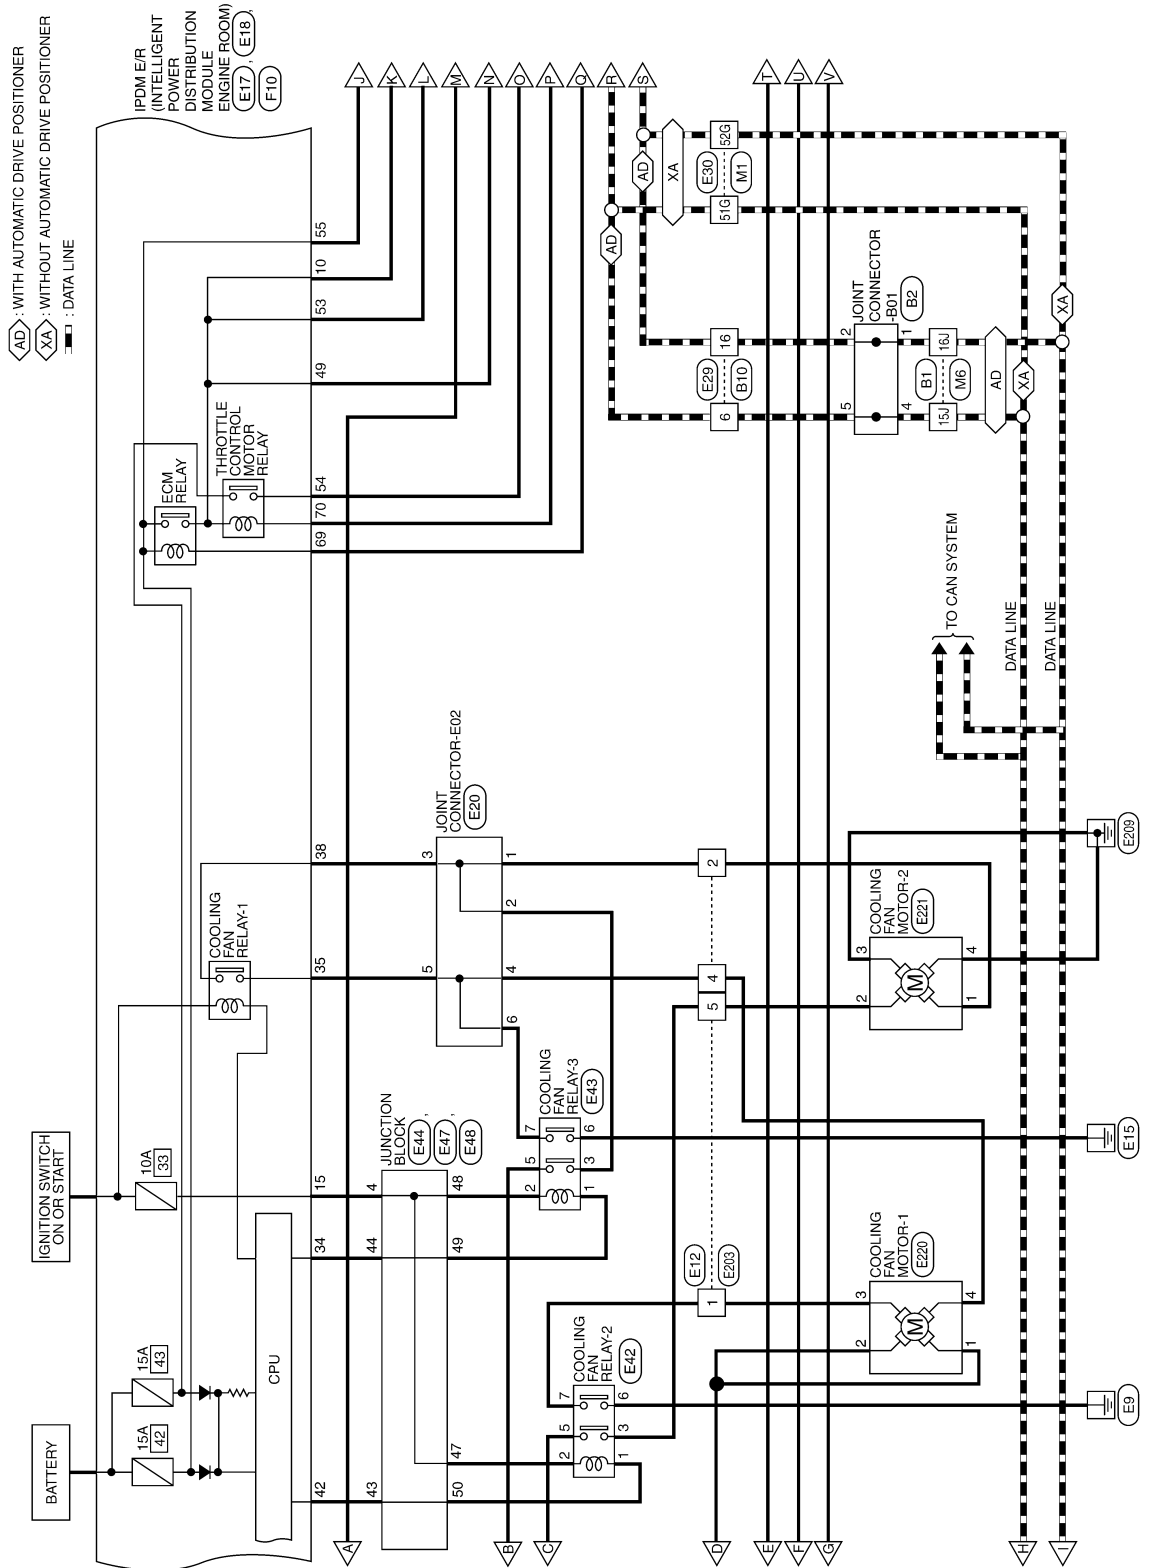 AD : WITH AUTOMATIC DRIVE POSITIONER
XA : WITHOUT AUTOMATIC DRIVE POSITIONER
: DATA LINE
IPDM E/R
(INTELLIGENT
POWER
DISTRIBUTION
MODULE
ENGINE ROOM)
E17 , E18 ,
F10
BATTERY
IGNITION SWITCH
ON OR START
15A
42
15A
43
10A
33
CPU
COOLING
FAN
RELAY-1
ECM
RELAY
THROTTLE
CONTROL
MOTOR
RELAY
42
34
15
35
38
69
70
54
49
53
10
55
A
J
K
L
M
N
O
P
Q
R
S
T
U
V
43
44
4
JUNCTION
BLOCK
E44 ,
E47 ,
E48
50
47
49
48
5
3
JOINT
CONNECTOR-E02
E20
6
4
2
1
B
C
2
5
7
COOLING
FAN
RELAY-2
E42
1
3
6
2
5
7
COOLING
FAN
RELAY-3
E43
1
3
6
1
E12
E203
5
4
2
AD
AD
XA
6
E29
B10
16
51G
E30
M1
52G
D
E
F
G
2
3
COOLING
FAN
MOTOR-1
E220
M
1
4
2
3
COOLING
FAN
MOTOR-2
E221
M
1
4
5
2
JOINT
CONNECTOR
-B01
B2
4
1
15J
B1
M6
16J
AD
XA
XA
TO CAN SYSTEM
DATA LINE
DATA LINE
H
I
E9
E15
E209